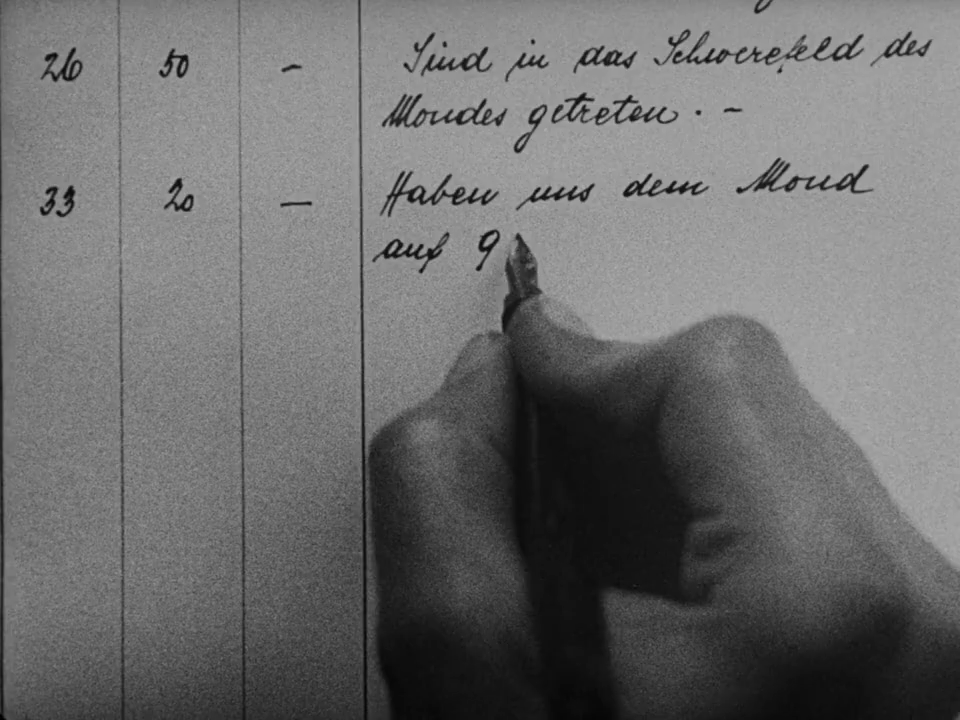 26 50 - Sind in das Schwerefeld des
Mondes getreten. -
33 20 - Haben uns dem Mond
auf 9